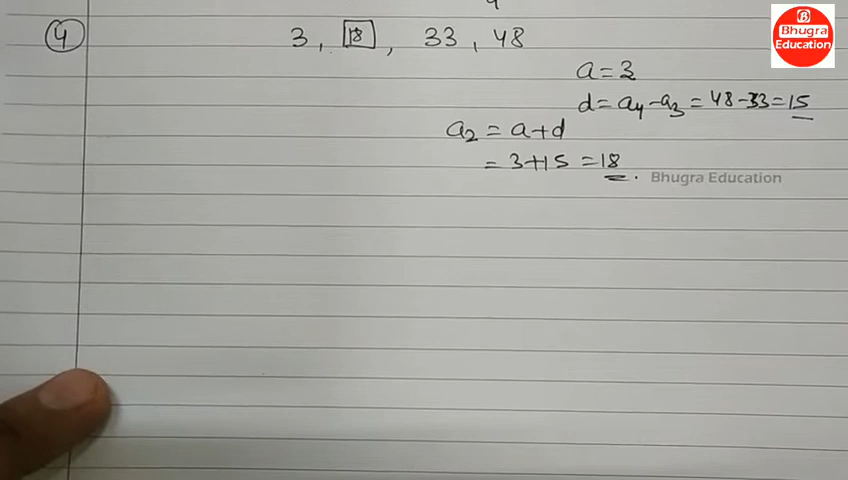 4 3, 18, 33, 48
Bhugra
Education
a = 3
d = a4 - a3 = 48 - 33 = 15
a2 = a + d
= 3 + 15 = 18.
Bhugra Education